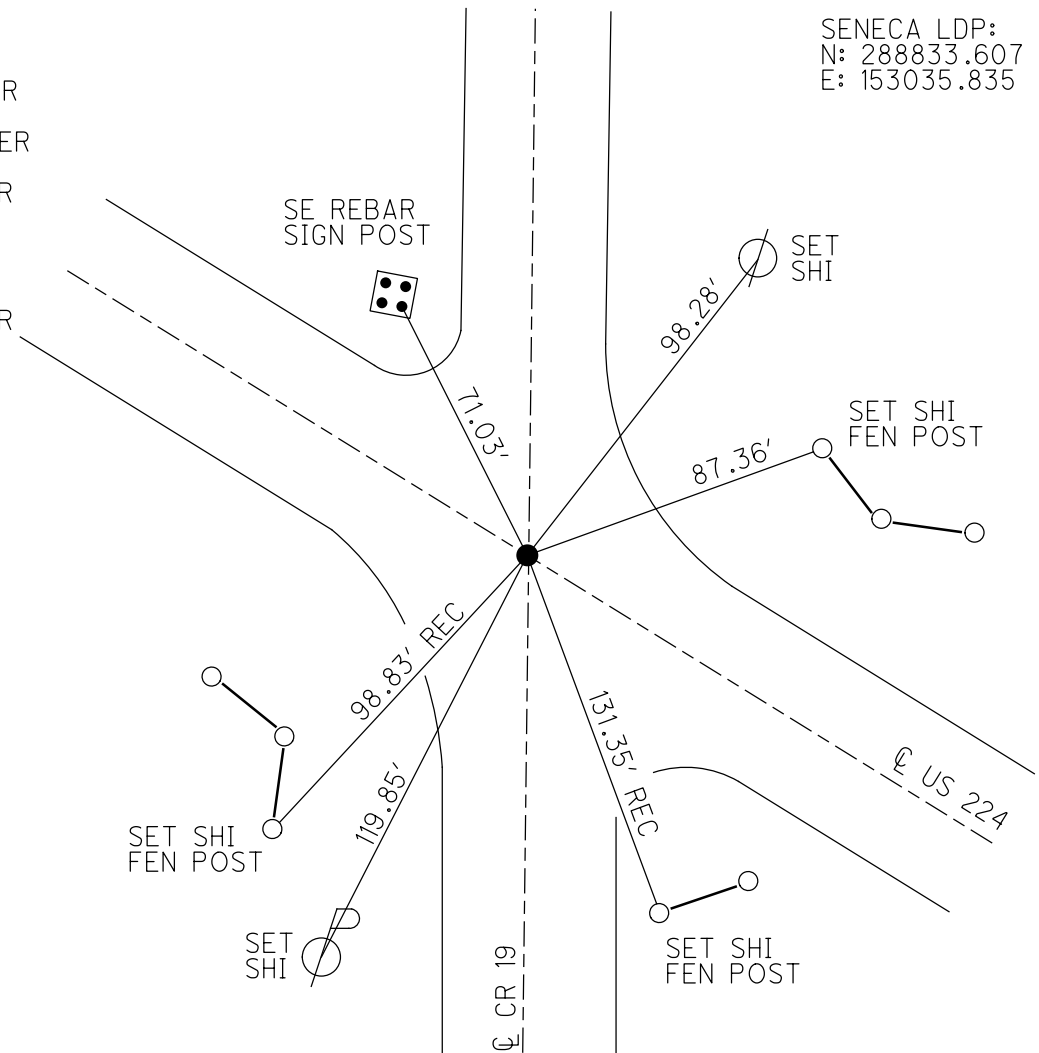 SENECA LDP:
N: 288833.607
E: 153035.835
R
ER
R
R
SE REBAR
SIGN POST
SET
SHI
98.28'
71.03'
SET SHI
FEN POST
87.36'
98.83' REC
131.35' REC
119.85'
℄ US 224
SET SHI
FEN POST
SET
SHI
SET SHI
FEN POST
℄ CR 19